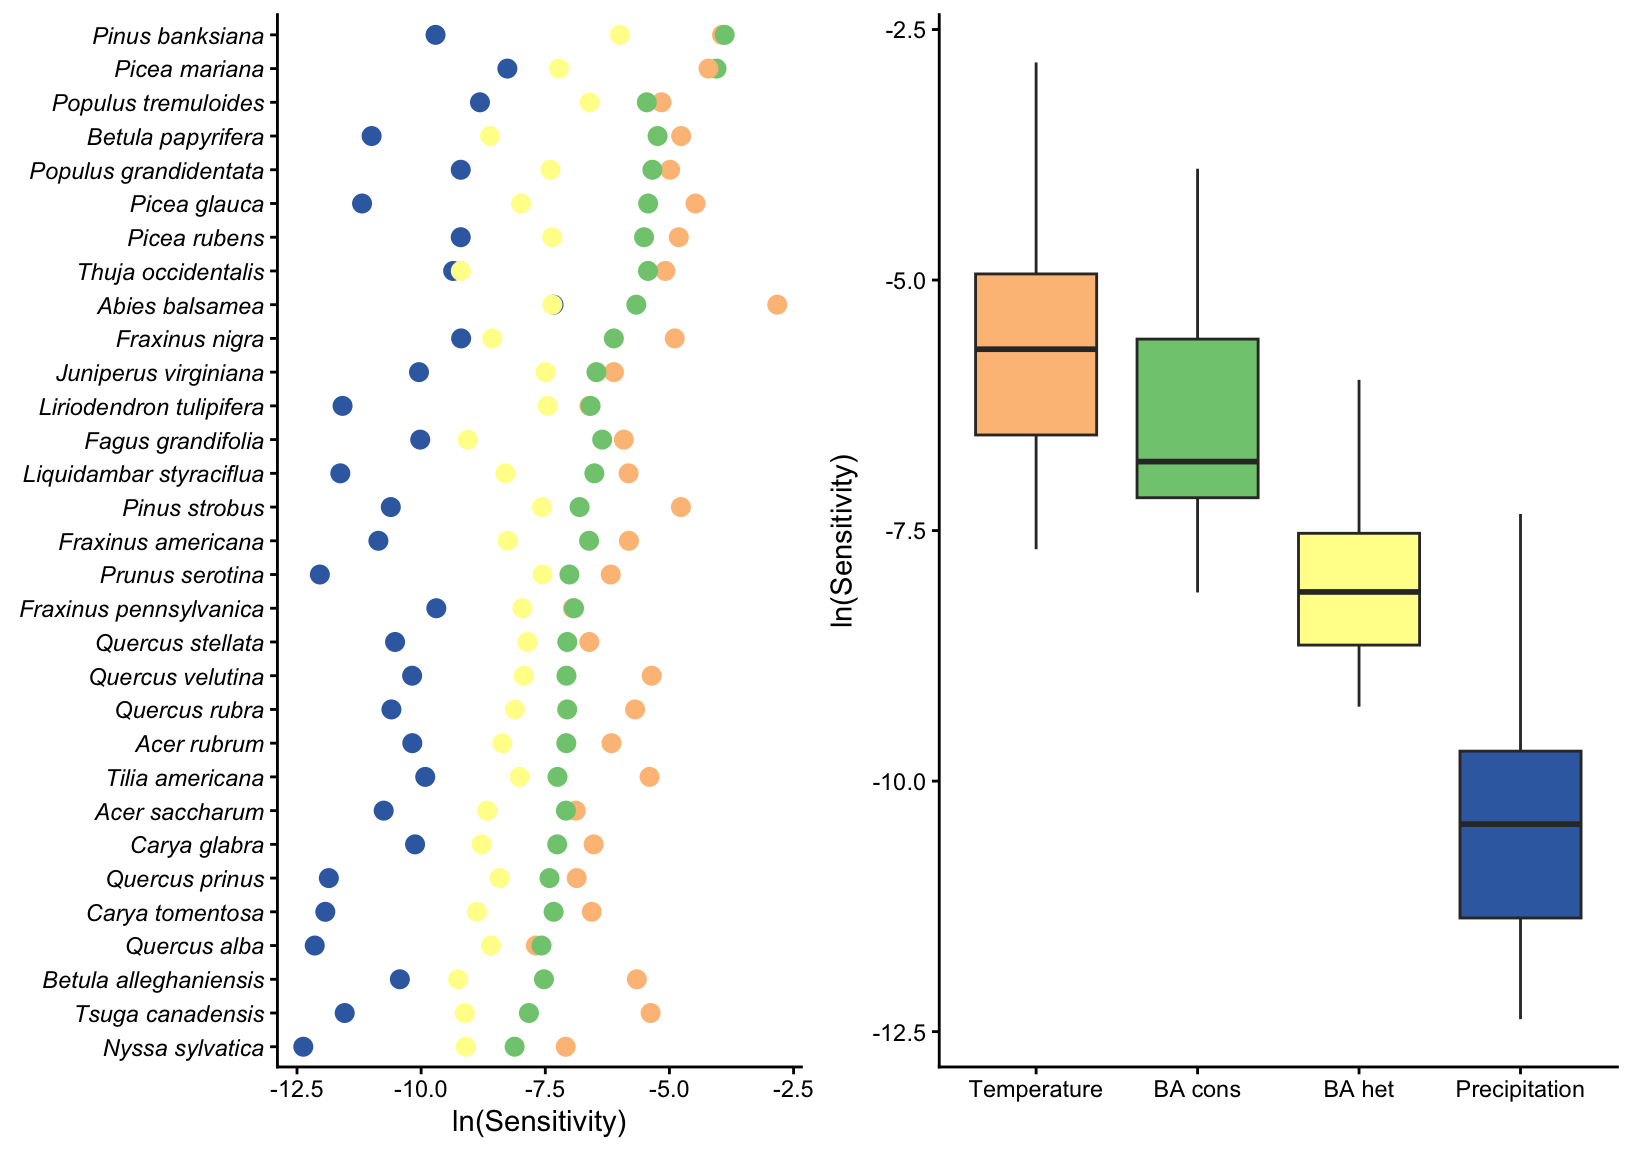 Pinus banksiana
Picea mariana
Populus tremuloides
Betula papyrifera
Populus grandidentata
Picea glauca
Picea rubens
Thuja occidentalis
Abies balsamea
Fraxinus nigra
Juniperus virginiana
Liriodendron tulipifera
Fagus grandifolia
Liquidambar styraciflua
Pinus strobus
Fraxinus americana
Prunus serotina
Fraxinus pennsylvanica
Quercus stellata
Quercus velutina
Quercus rubra
Acer rubrum
Tilia americana
Acer saccharum
Carya glabra
Quercus prinus
Carya tomentosa
Quercus alba
Betula alleghaniensis
Tsuga canadensis
Nyssa sylvatica
-12.5 -10.0 -7.5 -5.0 -2.5
ln(Sensitivity)
ln(Sensitivity)
-2.5
-5.0
-7.5
-10.0
-12.5
Temperature BA cons BA het Precipitation